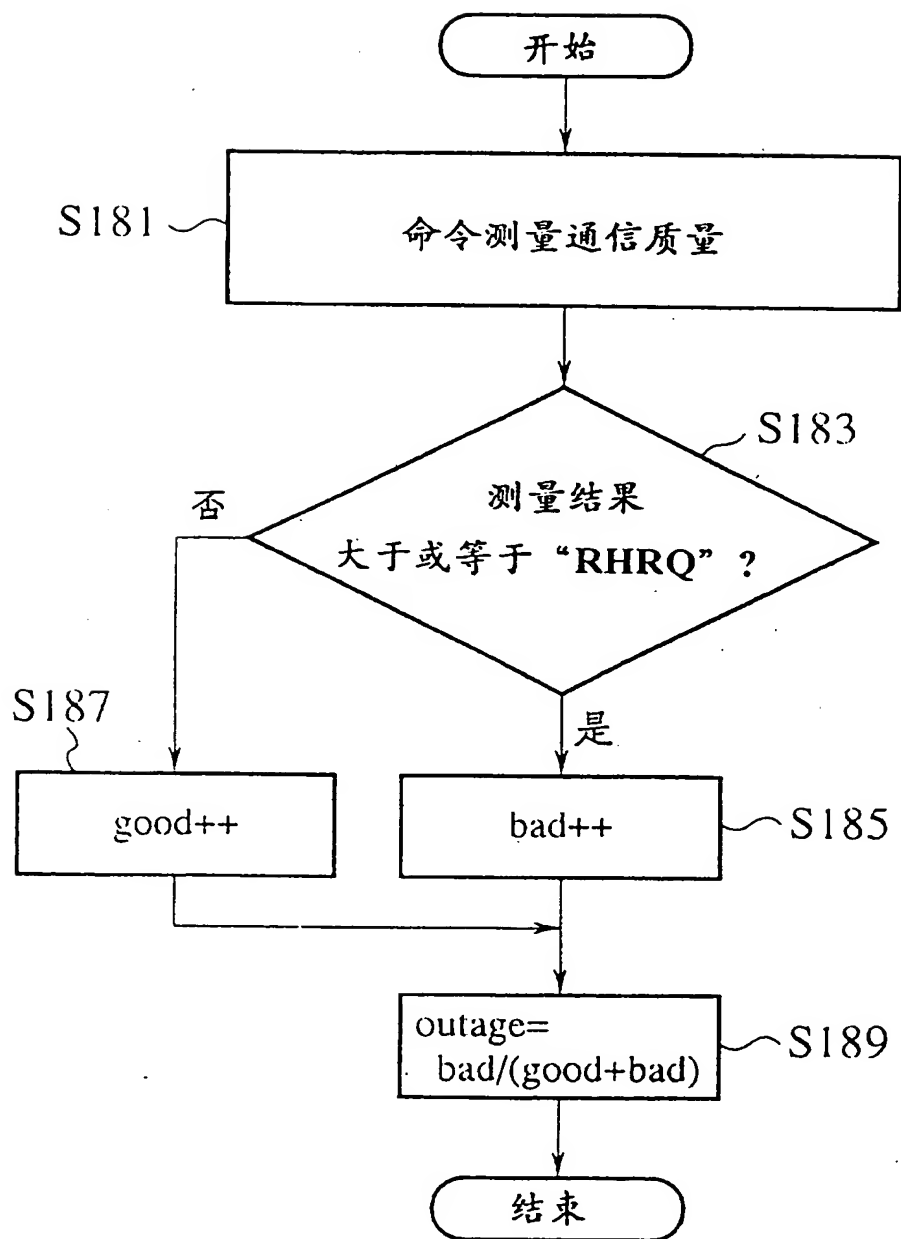 开始
S181
命令测量通信质量
S183
测量结果
大于或等于“RHRQ”?
否
是
S187
good++
bad++
S185
outage=
bad/(good+bad)
S189
结束